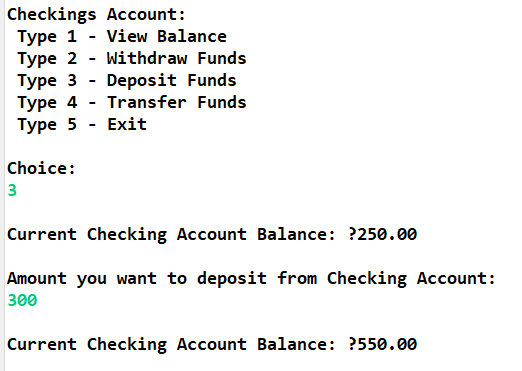 Checkings Account:
Type 1 - View Balance
Type 2 - Withdraw Funds
Type 3 - Deposit Funds
Type 4 - Transfer Funds
Type 5 - Exit
Choice:
3
Current Checking Account Balance: ?250.00
Amount you want to deposit from Checking Account:
300
Current Checking Account Balance: ?550.00